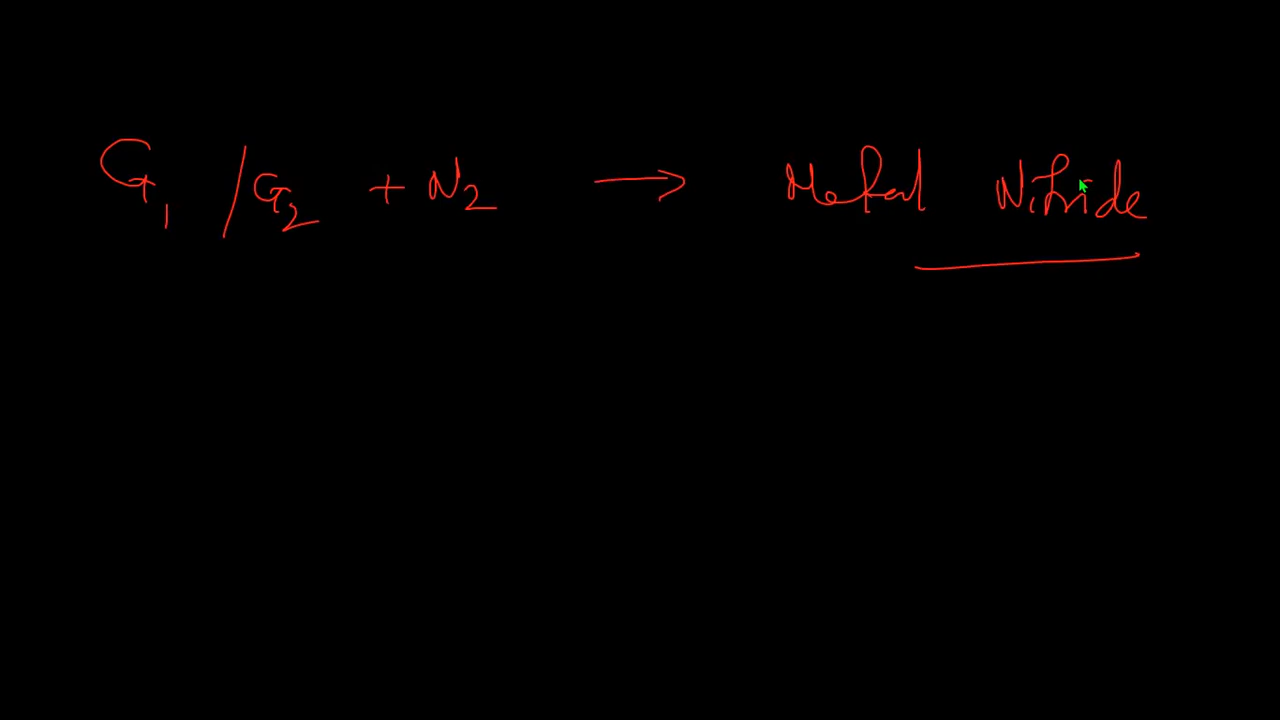 G₁ / G₂ + N₂ → Metal Nitride